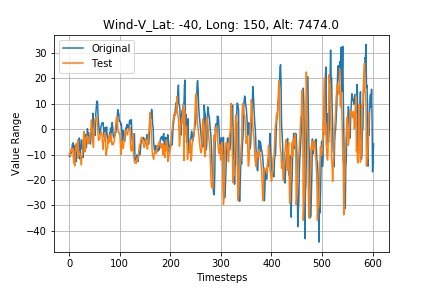 Wind-V_Lat: -40, Long: 150, Alt: 7474.0
Original
Test
Value Range
30
20
10
0
−10
−20
−30
−40
0 100 200 300 400 500 600
Timesteps